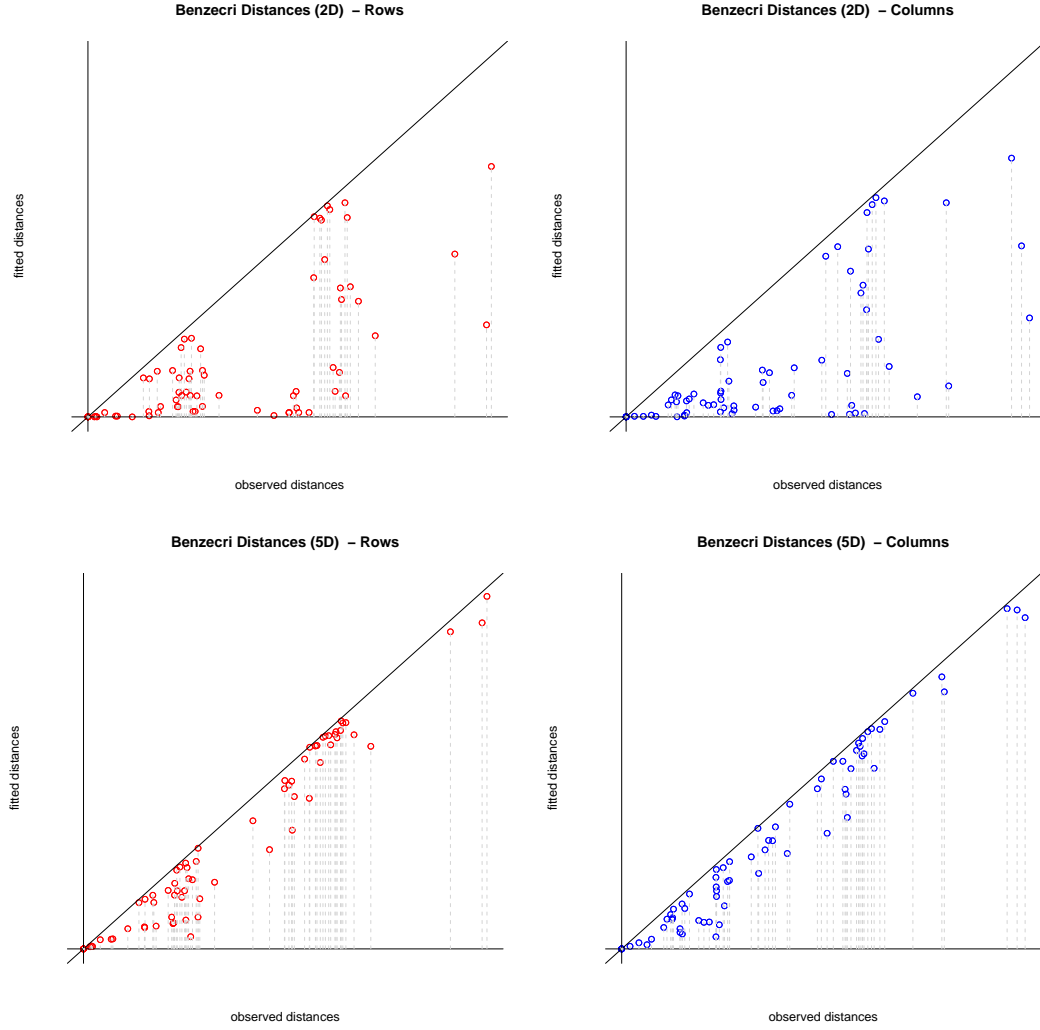 Benzecri Distances (2D) – Rows
fitted distances
observed distances
Benzecri Distances (2D) – Columns
fitted distances
observed distances
Benzecri Distances (5D) – Rows
fitted distances
observed distances
Benzecri Distances (5D) – Columns
fitted distances
observed distances